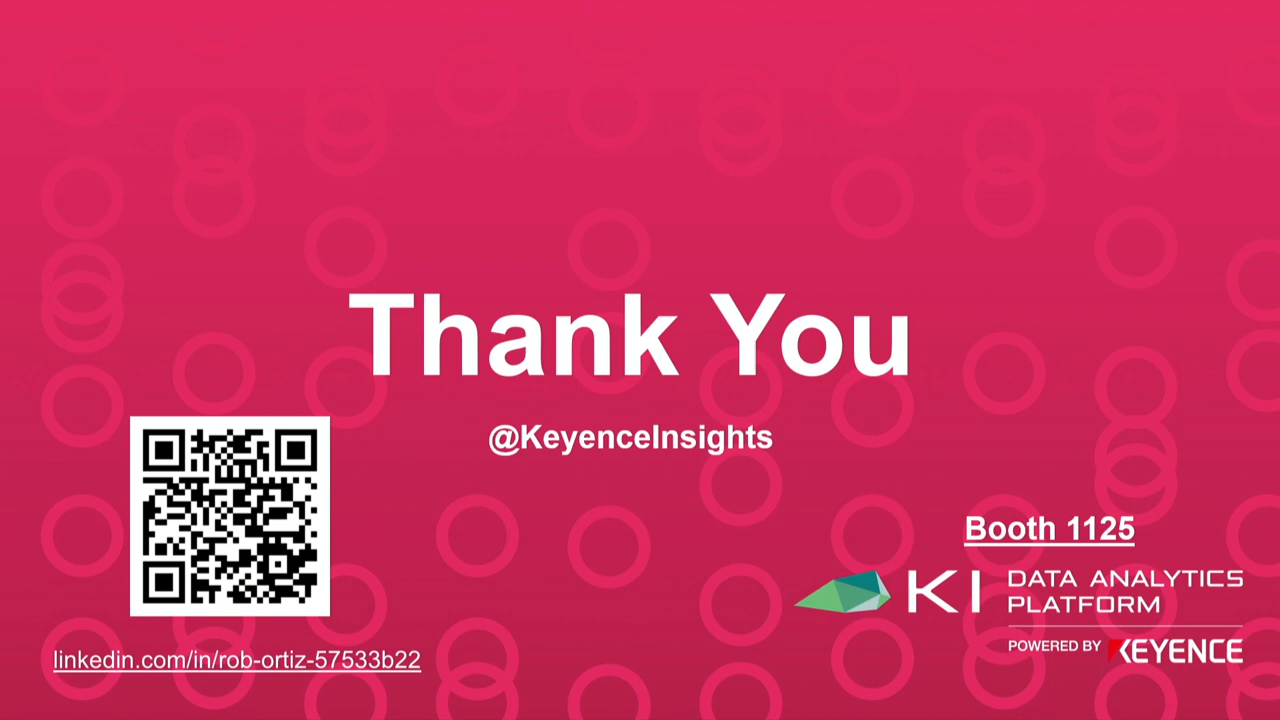 Thank You
@KeyenceInsights
Booth 1125
KI DATA ANALYTICS
PLATFORM
POWERED BY KEYENCE
linkedin.com/in/rob-ortiz-57533b22